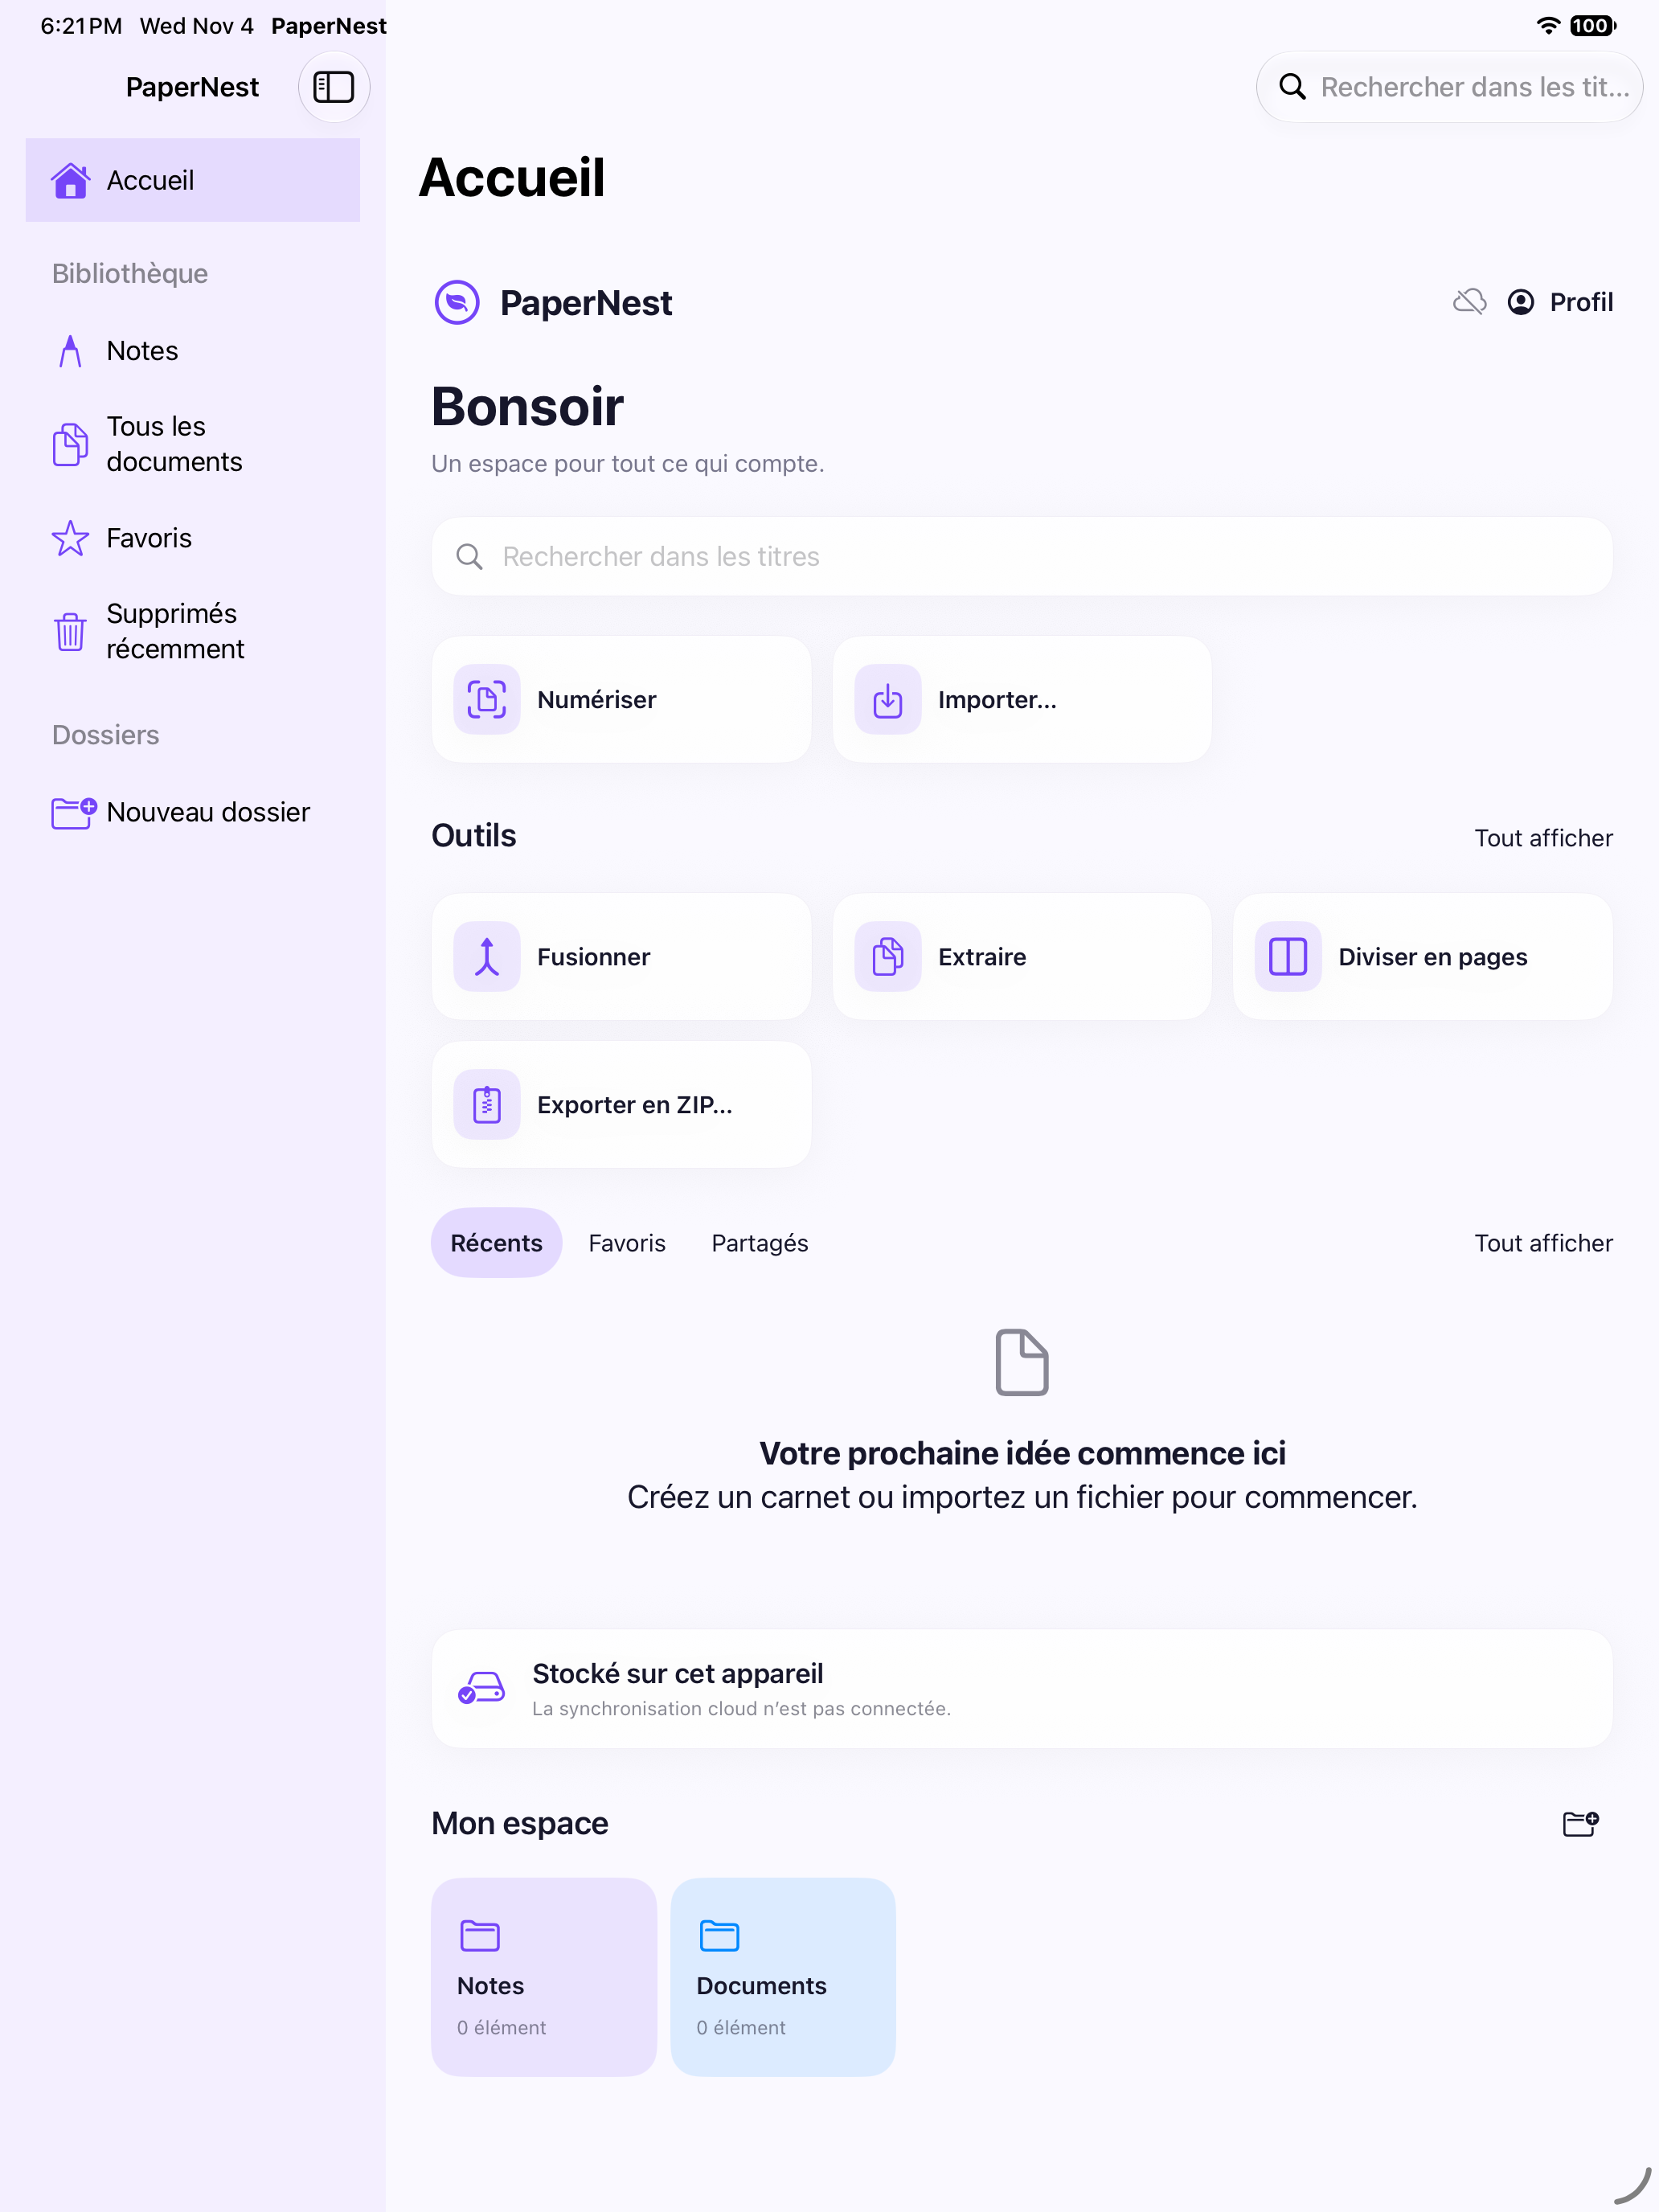 6:21 PM Wed Nov 4 PaperNest
100
PaperNest
Rechercher dans les tit...
Accueil
Bibliothèque
Notes
Tous les
documents
Favoris
Supprimés
récemment
Dossiers
Nouveau dossier
Accueil
PaperNest
Profil
Bonsoir
Un espace pour tout ce qui compte.
Rechercher dans les titres
Numériser
Importer...
Outils
Tout afficher
Fusionner
Extraire
Diviser en pages
Exporter en ZIP...
Récents
Favoris
Partagés
Tout afficher
Votre prochaine idée commence ici
Créez un carnet ou importez un fichier pour commencer.
Stocké sur cet appareil
La synchronisation cloud n’est pas connectée.
Mon espace
Notes
0 élément
Documents
0 élément